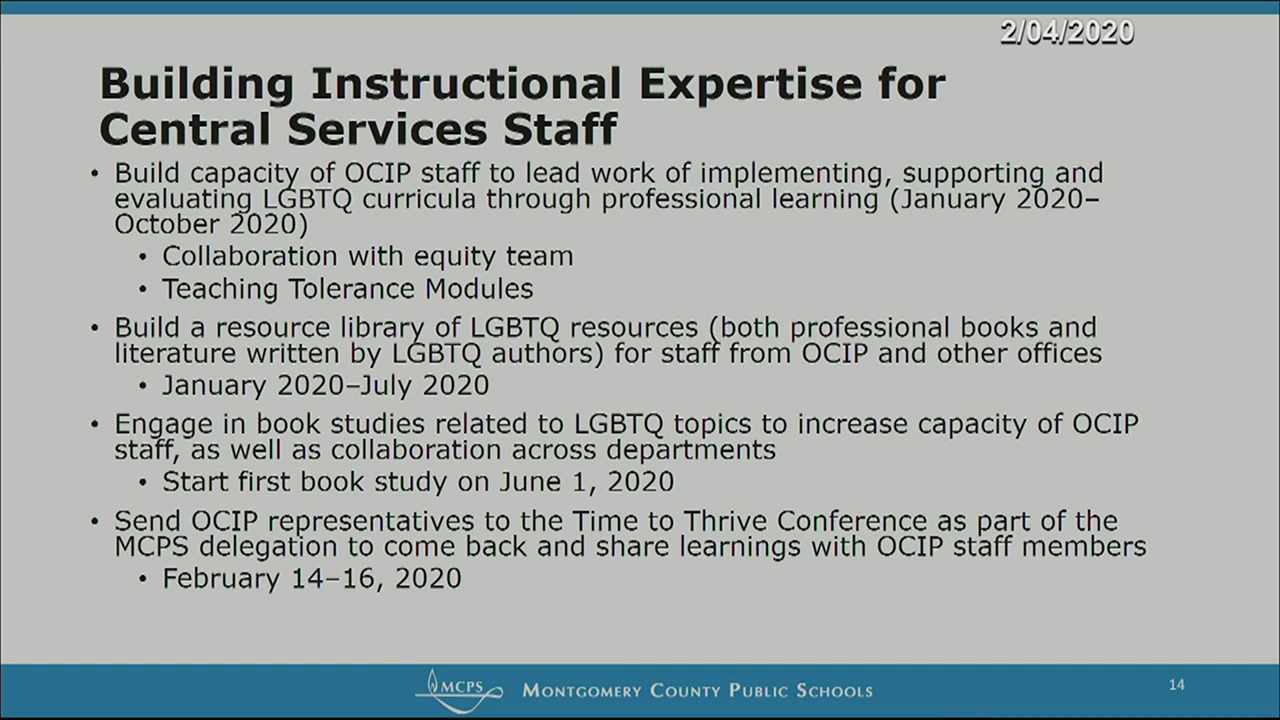 2/04/2020
Building Instructional Expertise for
Central Services Staff
• Build capacity of OCIP staff to lead work of implementing, supporting and
evaluating LGBTQ curricula through professional learning (January 2020–
October 2020)
• Collaboration with equity team
• Teaching Tolerance Modules
• Build a resource library of LGBTQ resources (both professional books and
literature written by LGBTQ authors) for staff from OCIP and other offices
• January 2020–July 2020
• Engage in book studies related to LGBTQ topics to increase capacity of OCIP
staff, as well as collaboration across departments
• Start first book study on June 1, 2020
• Send OCIP representatives to the Time to Thrive Conference as part of the
MCPS delegation to come back and share learnings with OCIP staff members
• February 14–16, 2020
MCPS MONTGOMERY COUNTY PUBLIC SCHOOLS
14